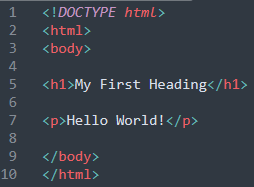 1 <!DOCTYPE html>
2 <html>
3 <body>
4
5 <h1>My First Heading</h1>
6
7 <p>Hello World!</p>
8
9 </body>
10 </html>